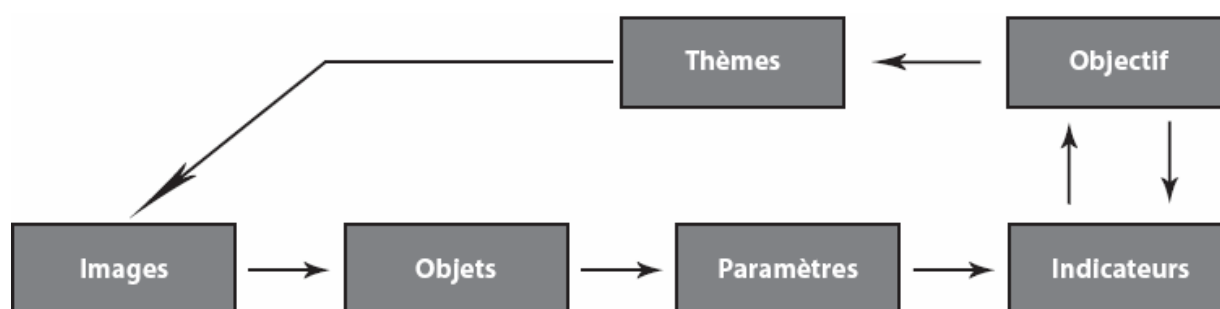 Thèmes
Objectif
Images
Objets
Paramètres
Indicateurs